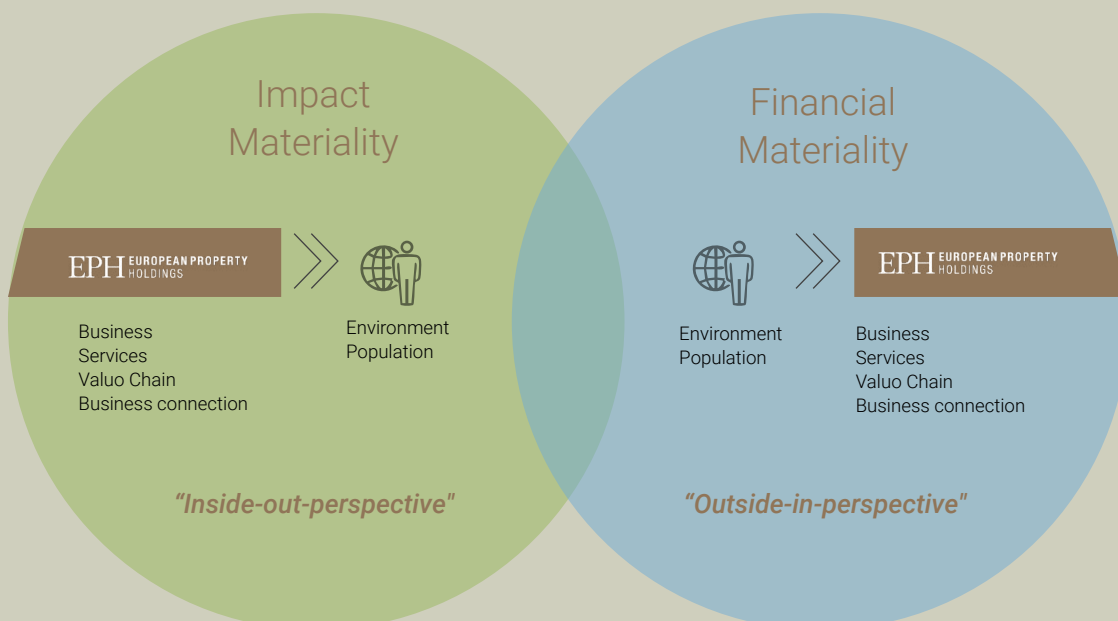 Impact
Materiality
EPH EUROPEAN PROPERTY
HOLDINGS
Business
Services
Valuo Chain
Business connection
Environment
Population
“Inside-out-perspective"
Financial
Materiality
Environment
Population
EPH EUROPEAN PROPERTY
HOLDINGS
Business
Services
Valuo Chain
Business connection
“Outside-in-perspective"